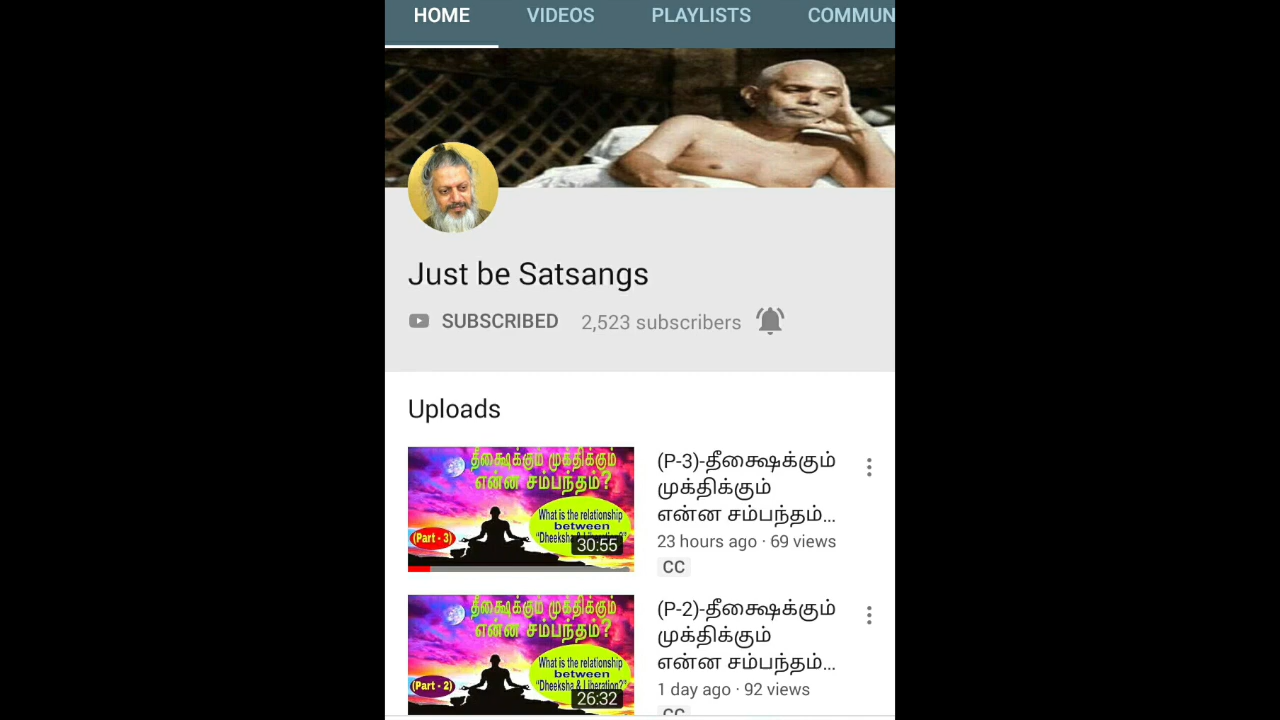 HOME VIDEOS PLAYLISTS COMMUN
Just be Satsangs
SUBSCRIBED 2,523 subscribers
Uploads
தீக்ஷைக்கும் முக்திக்கும்
என்ன சம்பந்தம்?
What is the relationship
between
"Dheeksha & Liberation?"
(Part - 3)
30:55
(P-3)-தீக்ஷைக்கும்
முக்திக்கும்
என்ன சம்பந்தம்...
23 hours ago · 69 views
CC
தீக்ஷைக்கும் முக்திக்கும்
என்ன சம்பந்தம்?
What is the relationship
between
"Dheeksha & Liberation?"
(Part - 2)
26:32
(P-2)-தீக்ஷைக்கும்
முக்திக்கும்
என்ன சம்பந்தம்...
1 day ago · 92 views
CC